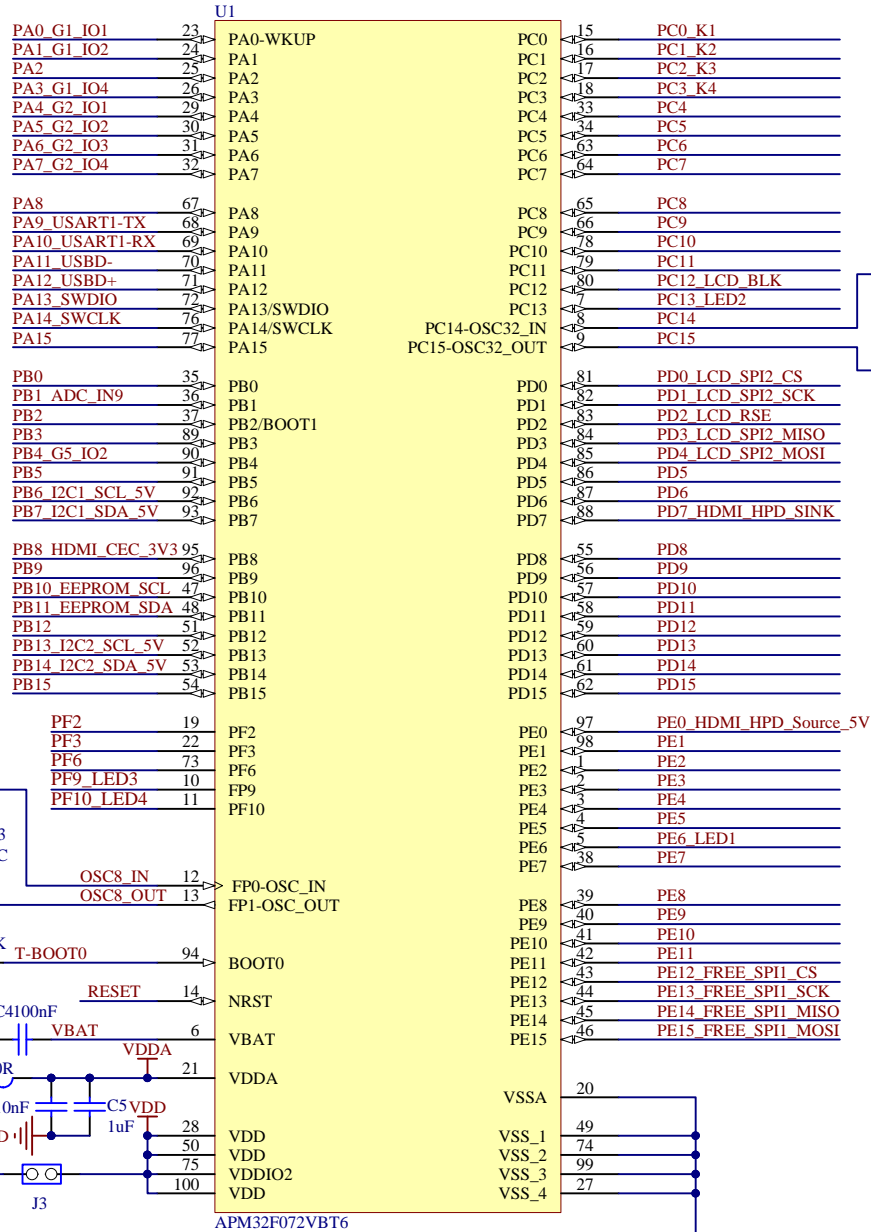 U1
PA0_G1_IO1 23 PA0-WKUP PC0 15 PC0_K1
PA1_G1_IO2 24 PA1 PC1 16 PC1_K2
PA2 25 PA2 PC2 17 PC2_K3
PA3_G1_IO4 26 PA3 PC3 18 PC3_K4
PA4_G2_IO1 29 PA4 PC4 33 PC4
PA5_G2_IO2 30 PA5 PC5 34 PC5
PA6_G2_IO3 31 PA6 PC6 63 PC6
PA7_G2_IO4 32 PA7 PC7 64 PC7
PA8 67 PA8 PC8 65 PC8
PA9_USART1-TX 68 PA9 PC9 66 PC9
PA10_USART1-RX 69 PA10 PC10 78 PC10
PA11_USBD- 70 PA11 PC11 79 PC11
PA12_USBD+ 71 PA12 PC12 80 PC12_LCD_BLK
PA13_SWDIO 72 PA13/SWDIO PC13 7 PC13_LED2
PA14_SWCLK 76 PA14/SWCLK PC14-OSC32_IN 8 PC14
PA15 77 PA15 PC15-OSC32_OUT 9 PC15
PB0 35 PB0 PD0 81 PD0_LCD_SPI2_CS
PB1_ADC_IN9 36 PB1 PD1 82 PD1_LCD_SPI2_SCK
PB2 37 PB2/BOOT1 PD2 83 PD2_LCD_RSE
PB3 89 PB3 PD3 84 PD3_LCD_SPI2_MISO
PB4_G5_IO2 90 PB4 PD4 85 PD4_LCD_SPI2_MOSI
PB5 91 PB5 PD5 86 PD5
PB6_I2C1_SCL_5V 92 PB6 PD6 87 PD6
PB7_I2C1_SDA_5V 93 PB7 PD7 88 PD7_HDMI_HPD_SINK
PB8_HDMI_CEC_3V3 95 PB8 PD8 55 PD8
PB9 96 PB9 PD9 56 PD9
PB10_EEPROM_SCL 47 PB10 PD10 57 PD10
PB11_EEPROM_SDA 48 PB11 PD11 58 PD11
PB12 51 PB12 PD12 59 PD12
PB13_I2C2_SCL_5V 52 PB13 PD13 60 PD13
PB14_I2C2_SDA_5V 53 PB14 PD14 61 PD14
PB15 54 PB15 PD15 62 PD15
PF2 19 PF2 PE0 97 PE0_HDMI_HPD_Source_5V
PF3 22 PF3 PE1 98 PE1
PF6 73 PF6 PE2 1 PE2
PF9_LED3 10 FP9 PE3 2 PE3
PF10_LED4 11 PF10 PE4 3 PE4
PE5 4 PE5
3 PE6 5 PE6_LED1
C PE7 38 PE7
OSC8_IN 12 FP0-OSC_IN
OSC8_OUT 13 FP1-OSC_OUT PE8 39 PE8
PE9 40 PE9
PE10 41 PE10
T-BOOT0 94 BOOT0 PE11 42 PE11
PE12 43 PE12_FREE_SPI1_CS
RESET 14 NRST PE13 44 PE13_FREE_SPI1_SCK
C4100nF PE14 45 PE14_FREE_SPI1_MISO
VBAT 6 VBAT PE15 46 PE15_FREE_SPI1_MOSI
VDDA
0R 21 VDDA
VSSA 20
0nF C5 VDD
1uF
28 VDD VSS_1 49
50 VDD VSS_2 74
75 VDDIO2 VSS_3 99
100 VDD VSS_4 27
J3
APM32F072VBT6